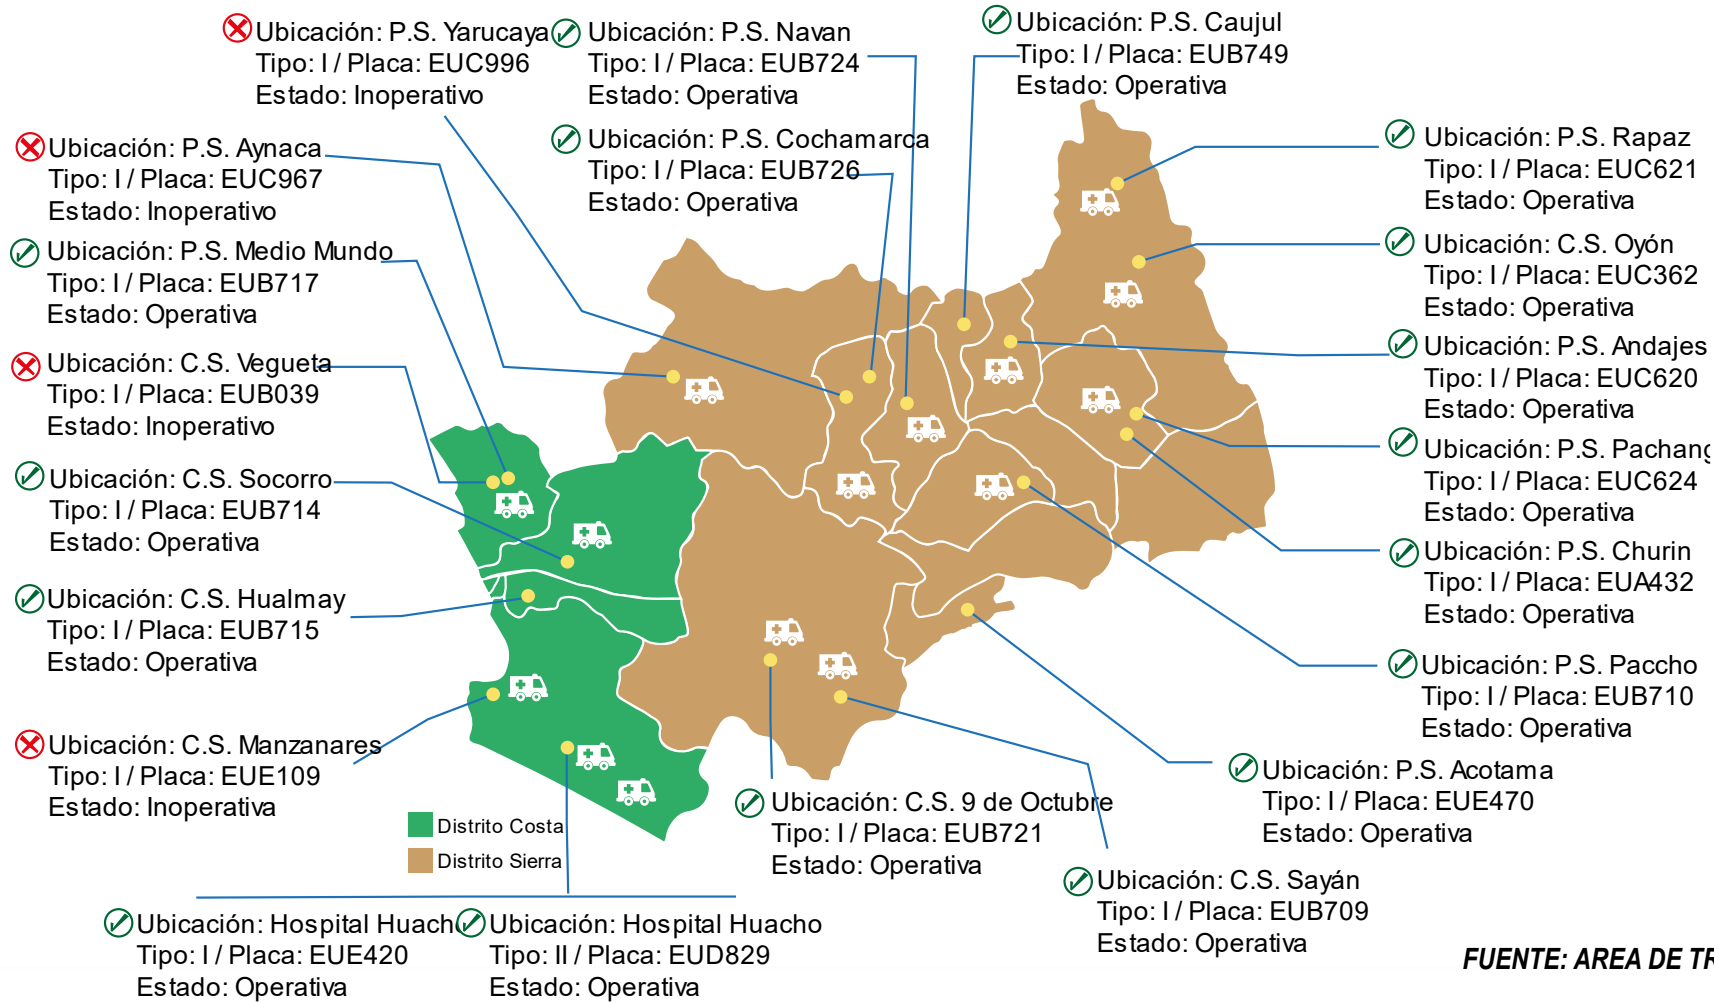 Ubicación: P.S. Yarucaya
Tipo: I / Placa: EUC996
Estado: Inoperativo
Ubicación: P.S. Navan
Tipo: I / Placa: EUB724
Estado: Operativa
Ubicación: P.S. Caujul
Tipo: I / Placa: EUB749
Estado: Operativa
Ubicación: P.S. Aynaca
Tipo: I / Placa: EUC967
Estado: Inoperativo
Ubicación: P.S. Cochamarca
Tipo: I / Placa: EUB726
Estado: Operativa
Ubicación: P.S. Rapaz
Tipo: I / Placa: EUC621
Estado: Operativa
Ubicación: P.S. Medio Mundo
Tipo: I / Placa: EUB717
Estado: Operativa
Ubicación: C.S. Oyón
Tipo: I / Placa: EUC362
Estado: Operativa
Ubicación: C.S. Vegueta
Tipo: I / Placa: EUB039
Estado: Inoperativo
Ubicación: P.S. Andajes
Tipo: I / Placa: EUC620
Estado: Operativa
Ubicación: C.S. Socorro
Tipo: I / Placa: EUB714
Estado: Operativa
Ubicación: P.S. Pachang
Tipo: I / Placa: EUC624
Estado: Operativa
Ubicación: C.S. Hualmay
Tipo: I / Placa: EUB715
Estado: Operativa
Ubicación: P.S. Churin
Tipo: I / Placa: EUA432
Estado: Operativa
Ubicación: C.S. Manzanares
Tipo: I / Placa: EUE109
Estado: Inoperativa
Ubicación: P.S. Paccho
Tipo: I / Placa: EUB710
Estado: Operativa
Ubicación: P.S. Acotama
Tipo: I / Placa: EUE470
Estado: Operativa
Distrito Costa
Distrito Sierra
Ubicación: C.S. 9 de Octubre
Tipo: I / Placa: EUB721
Estado: Operativa
Ubicación: C.S. Sayán
Tipo: I / Placa: EUB709
Estado: Operativa
Ubicación: Hospital Huacho
Tipo: I / Placa: EUE420
Estado: Operativa
Ubicación: Hospital Huacho
Tipo: II / Placa: EUD829
Estado: Operativa
FUENTE: AREA DE TR